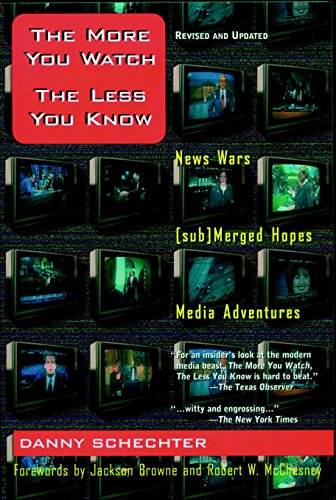 THE MORE
YOU WATCH
THE LESS
YOU KNOW
REVISED AND UPDATED
News Wars
[sub]Merged Hopes
Media Adventures
"For an insider's look at the modern
media beast, The More You Watch,
The Less You Know is hard to beat."
—The Texas Observer
"...witty and engrossing..."
—The New York Times
DANNY SCHECHTER
Forewords by Jackson Browne and Robert W. McChesney